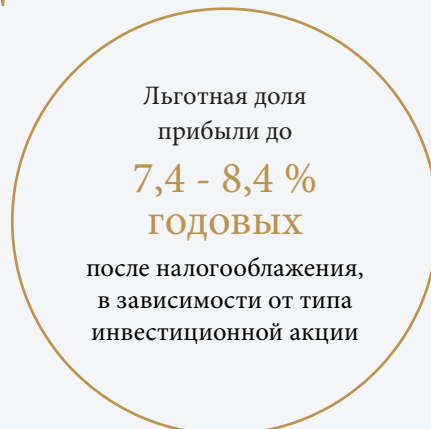 Льготная доля
прибыли до
7,4 - 8,4 %
годовых
после налогооблажения,
в зависимости от типа
инвестиционной акции